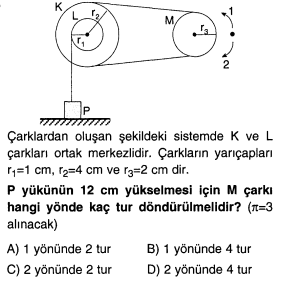 K
L
r₂
r₁
M
r₃
1
2
P
Çarklardan oluşan şekildeki sistemde K ve L
çarkları ortak merkezlidir. Çarkların yarıçapları
r₁=1 cm, r₂=4 cm ve r₃=2 cm dir.
P yükünün 12 cm yükselmesi için M çarkı
hangi yönde kaç tur döndürülmelidir? (π=3
alınacak)
A) 1 yönünde 2 tur B) 1 yönünde 4 tur
C) 2 yönünde 2 tur D) 2 yönünde 4 tur